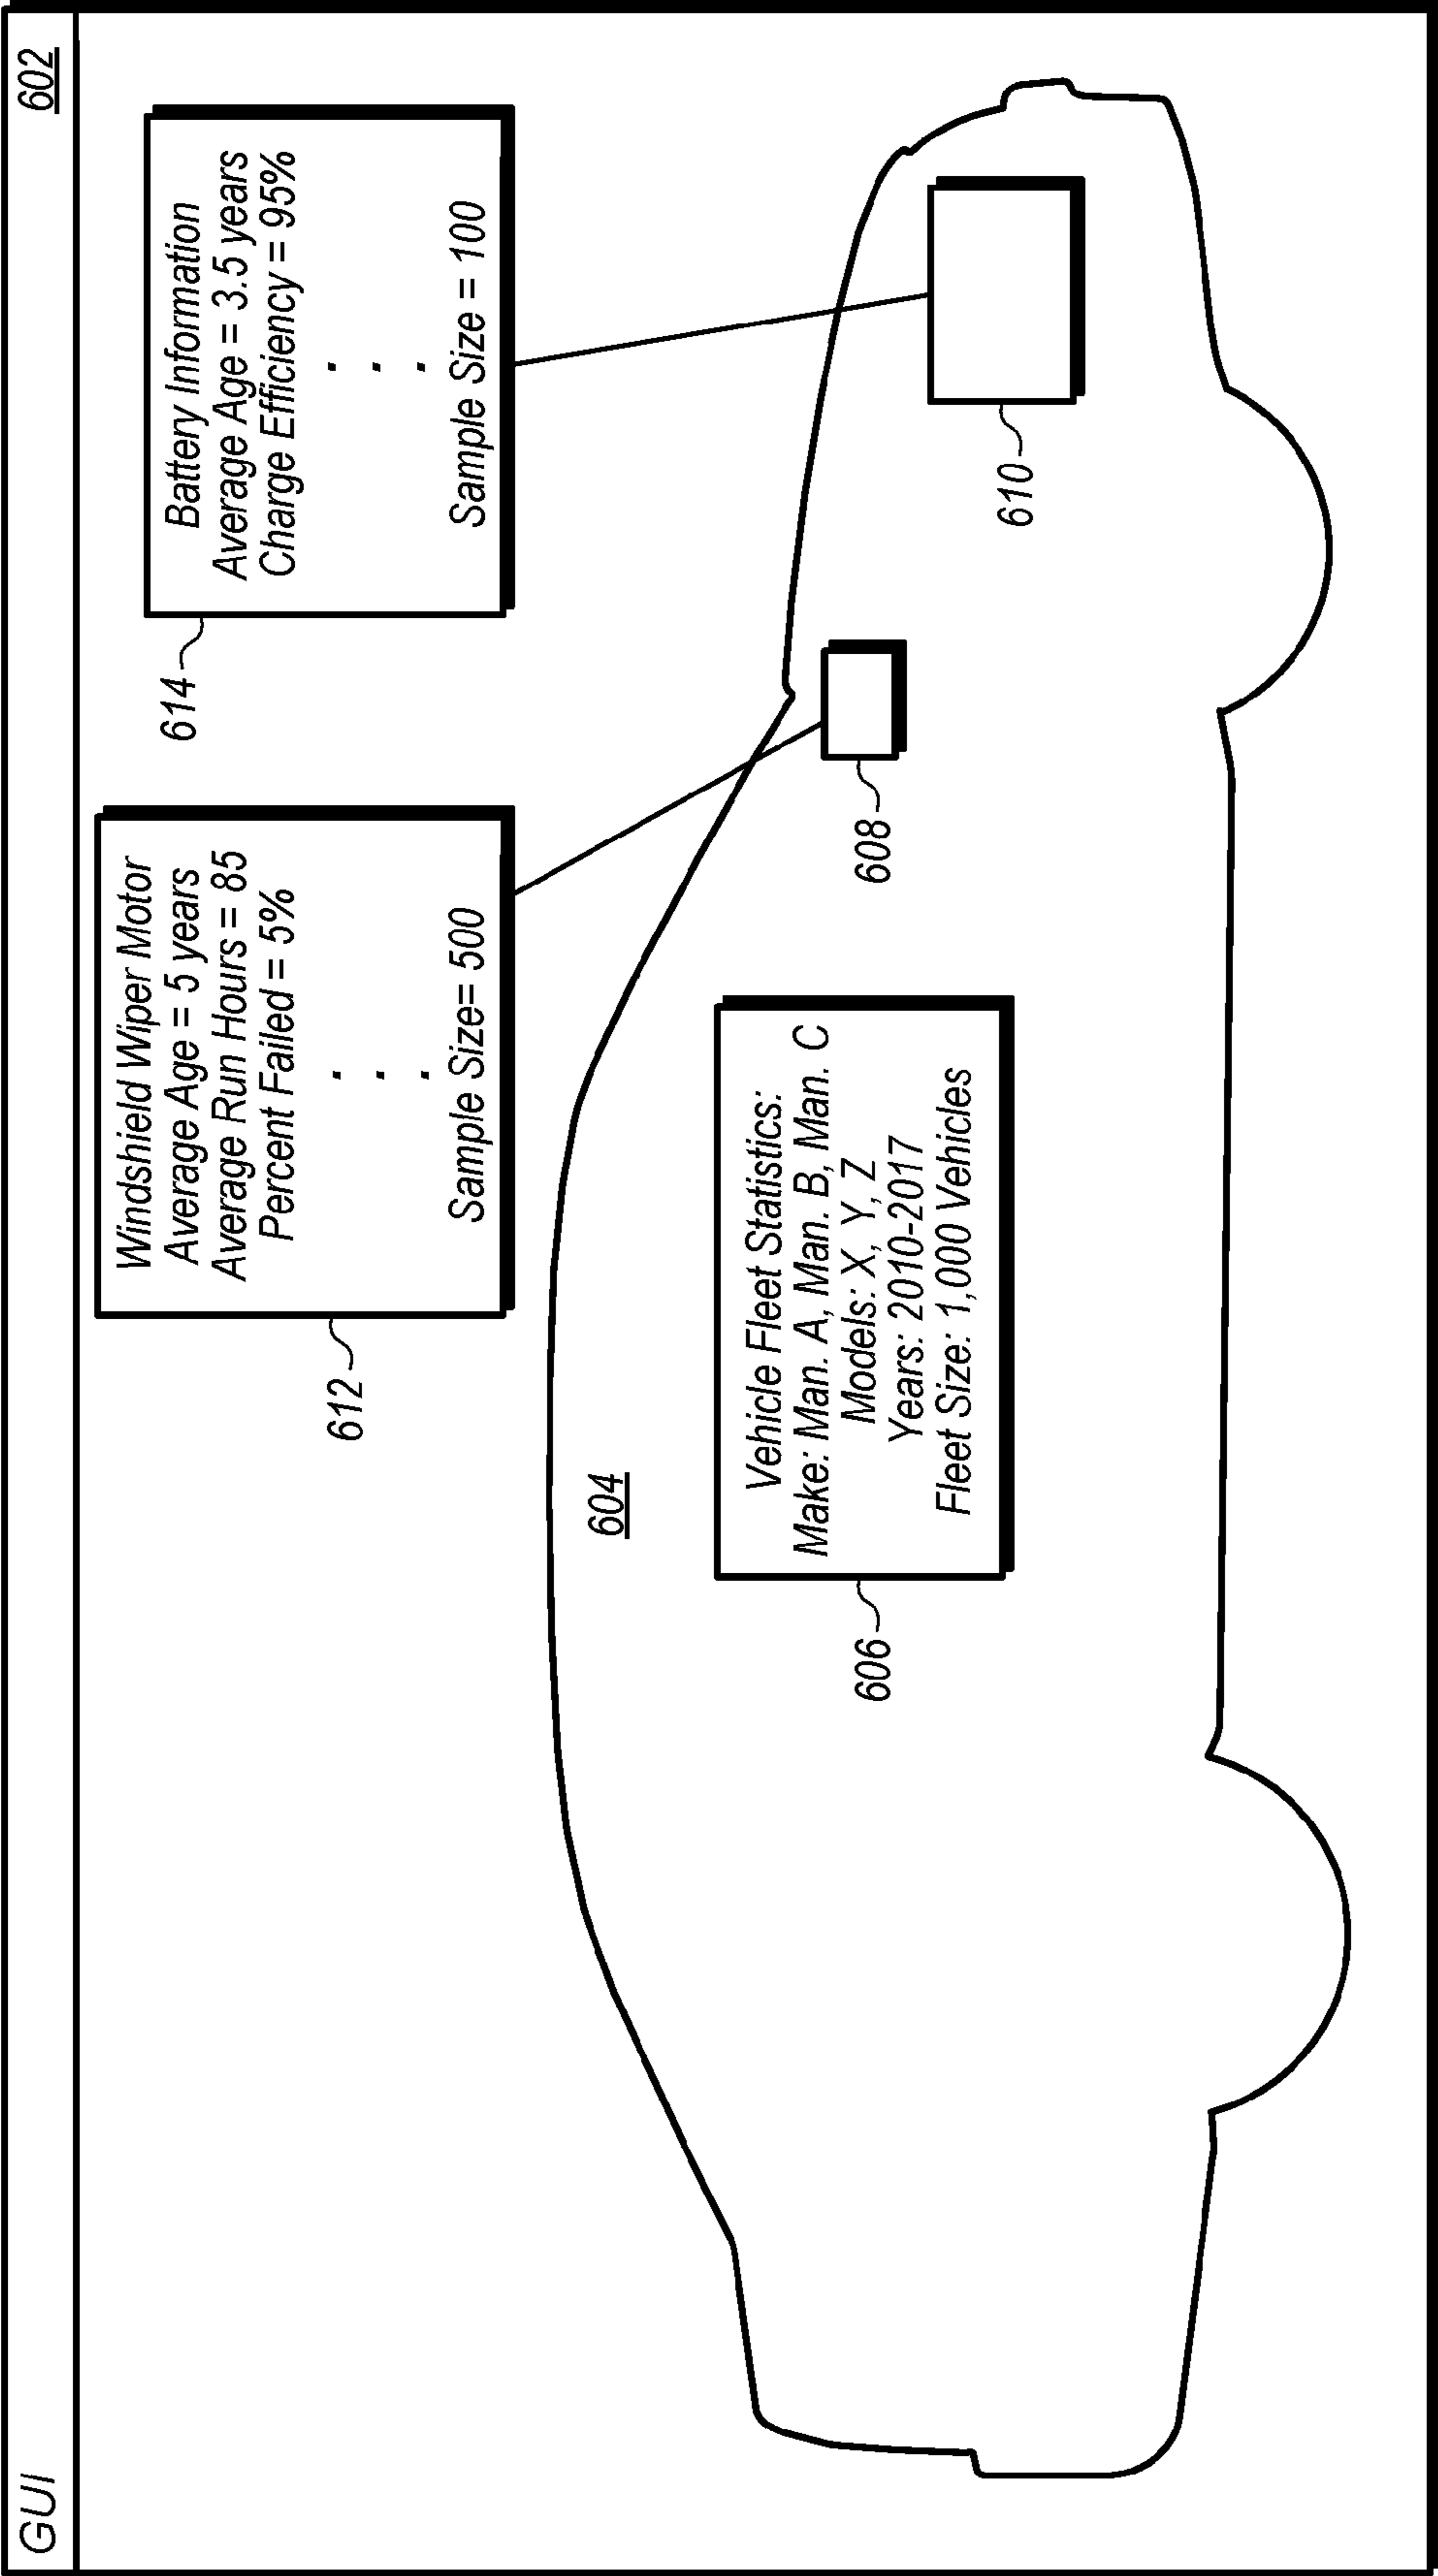 GUI
602
Windshield Wiper Motor
Average Age = 5 years
Average Run Hours = 85
Percent Failed = 5%
.
.
.
Sample Size= 500
612
Battery Information
Average Age = 3.5 years
Charge Efficiency = 95%
.
.
.
Sample Size = 100
614
604
Vehicle Fleet Statistics:
Make: Man. A, Man. B, Man. C
Models: X, Y, Z
Years: 2010-2017
Fleet Size: 1,000 Vehicles
606
608
610